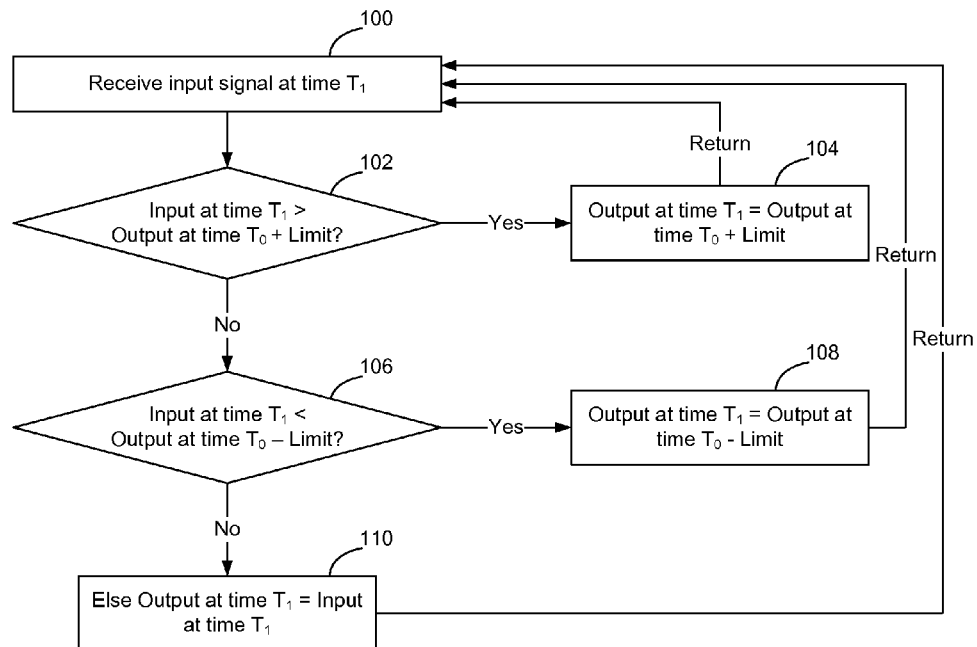 100
Receive input signal at time T₁
102
Input at time T₁ >
Output at time T₀ + Limit?
Yes
Return
104
Output at time T₁ = Output at
time T₀ + Limit
Return
No
Return
106
Input at time T₁ <
Output at time T₀ – Limit?
Yes
108
Output at time T₁ = Output at
time T₀ - Limit
No
110
Else Output at time T₁ = Input
at time T₁